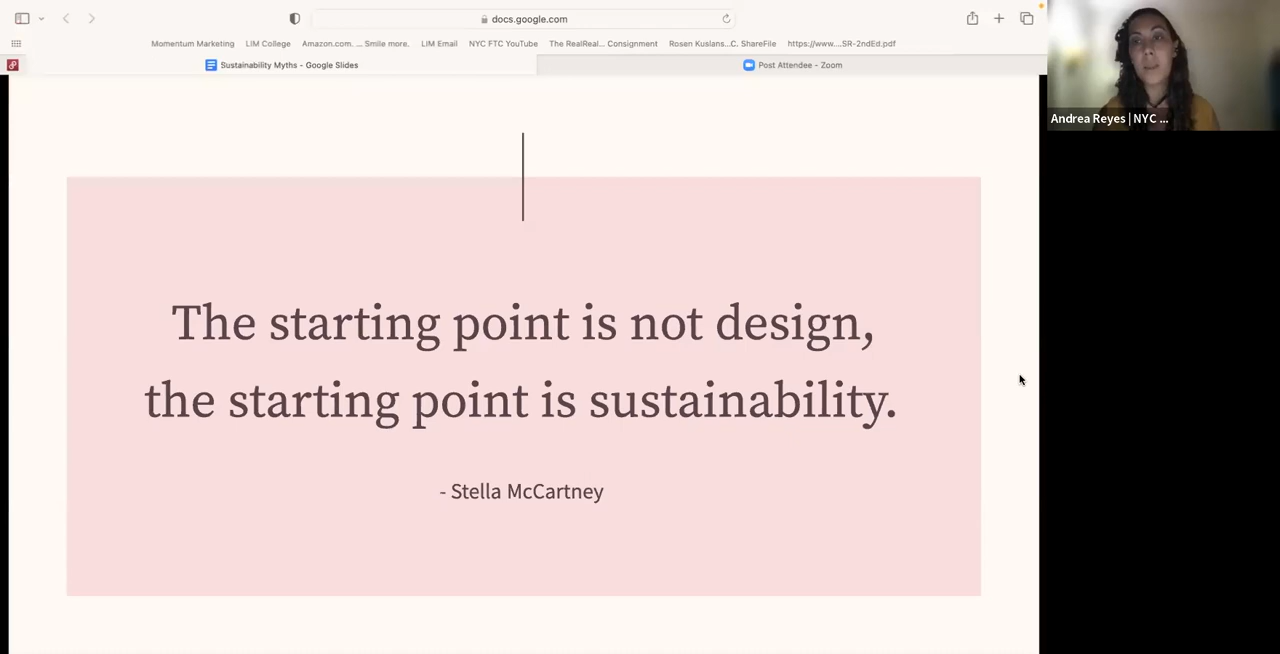 docs.google.com
Momentum Marketing LIM College Amazon.com. ... Smile more. LIM Email NYC FTC YouTube The RealReal... Consignment Rosen Kuslans...C. ShareFile https://www....SR-2ndEd.pdf
Sustainability Myths - Google Slides Post Attendee - Zoom
Andrea Reyes | NYC ...
The starting point is not design,
the starting point is sustainability.
- Stella McCartney